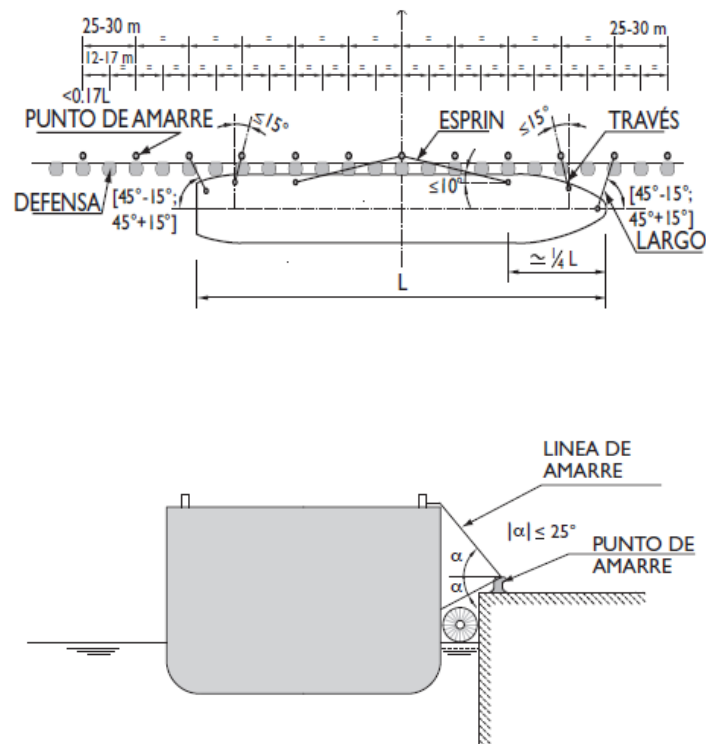 25-30 m
25-30 m
12-17 m
<0.17L
PUNTO DE AMARRE
≤15°
ESPRIN
≤15°
TRAVÉS
DEFENSA
[45°-15°;
45°+15°]
≤10°
[45°-15°;
45°+15°]
LARGO
≃ ¼ L
L
LINEA DE
AMARRE
|α| ≤ 25°
PUNTO DE
AMARRE
α
α